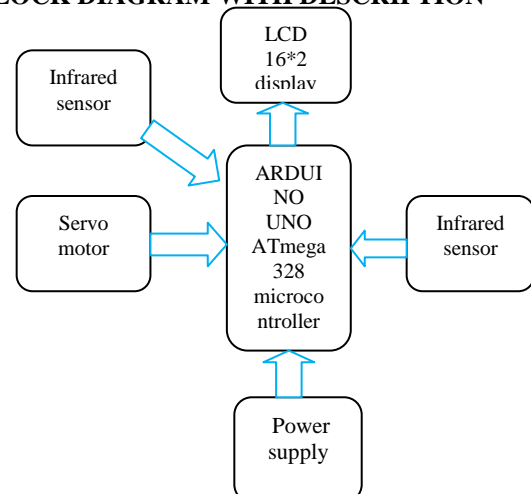 LOCK DIAGRAM WITH DESCRIPTION
LCD
16*2
display
Infrared
sensor
ARDUI
NO
UNO
ATmega
328
microco
ntroller
Servo
motor
Infrared
sensor
Power
supply